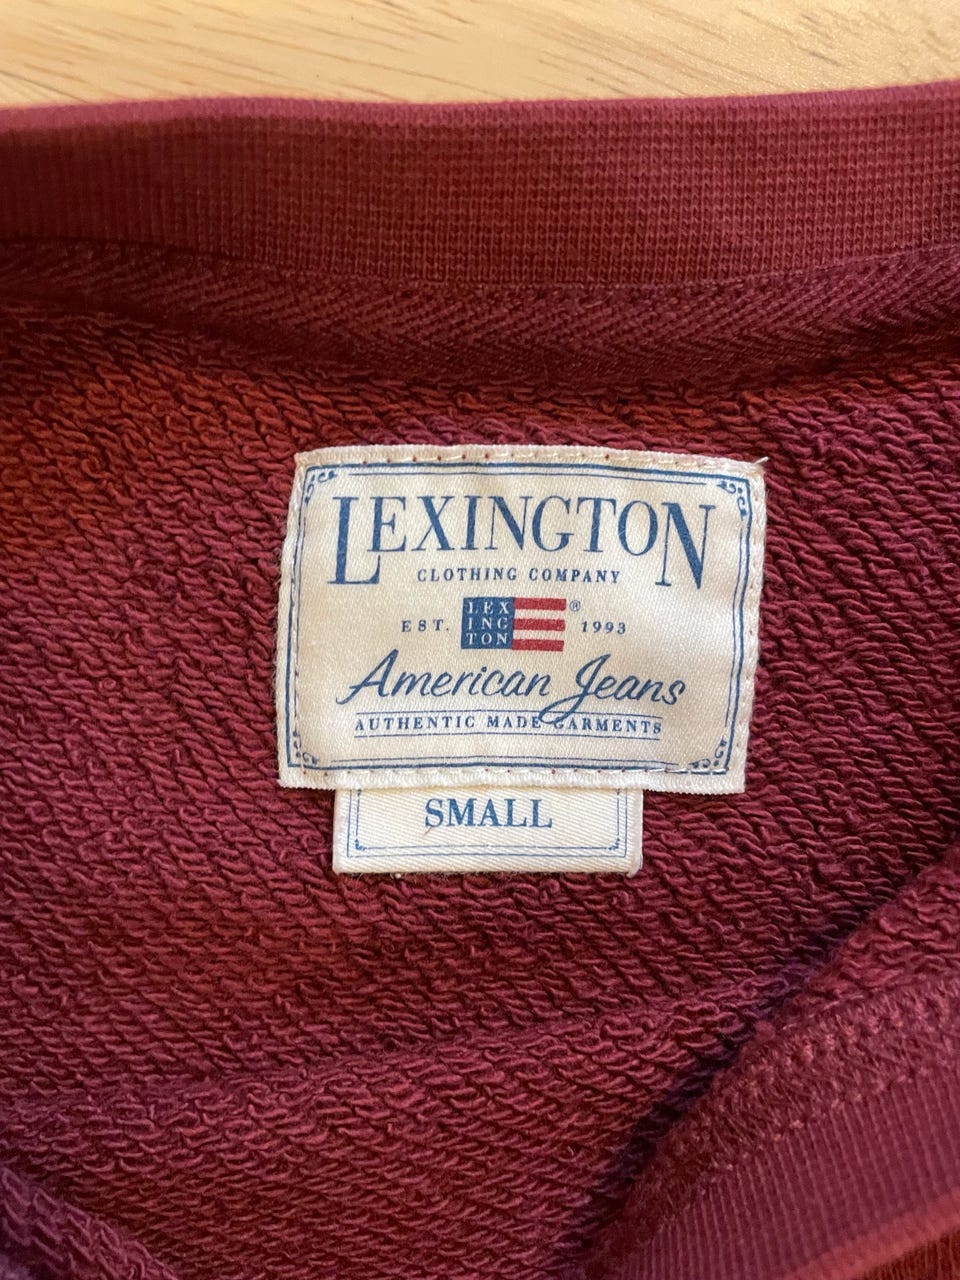 LEXINGTON
CLOTHING COMPANY
EST. LEX ING TON ® 1993
American Jeans
AUTHENTIC MADE GARMENTS
SMALL